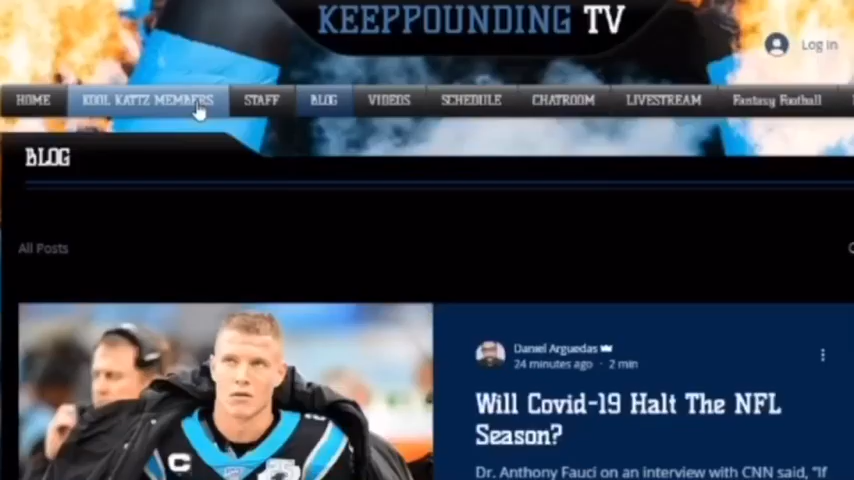 KEEPPOUNDING TV
Log In
HOME KOOL KATTZ MEMBERS STAFF BLOG VIDEOS SCHEDULE CHATROOM LIVESTREAM Fantasy Football
BLOG
All Posts
Daniel Arguedas
24 minutes ago · 2 min
Will Covid-19 Halt The NFL
Season?
Dr. Anthony Fauci on an interview with CNN said, "If
C